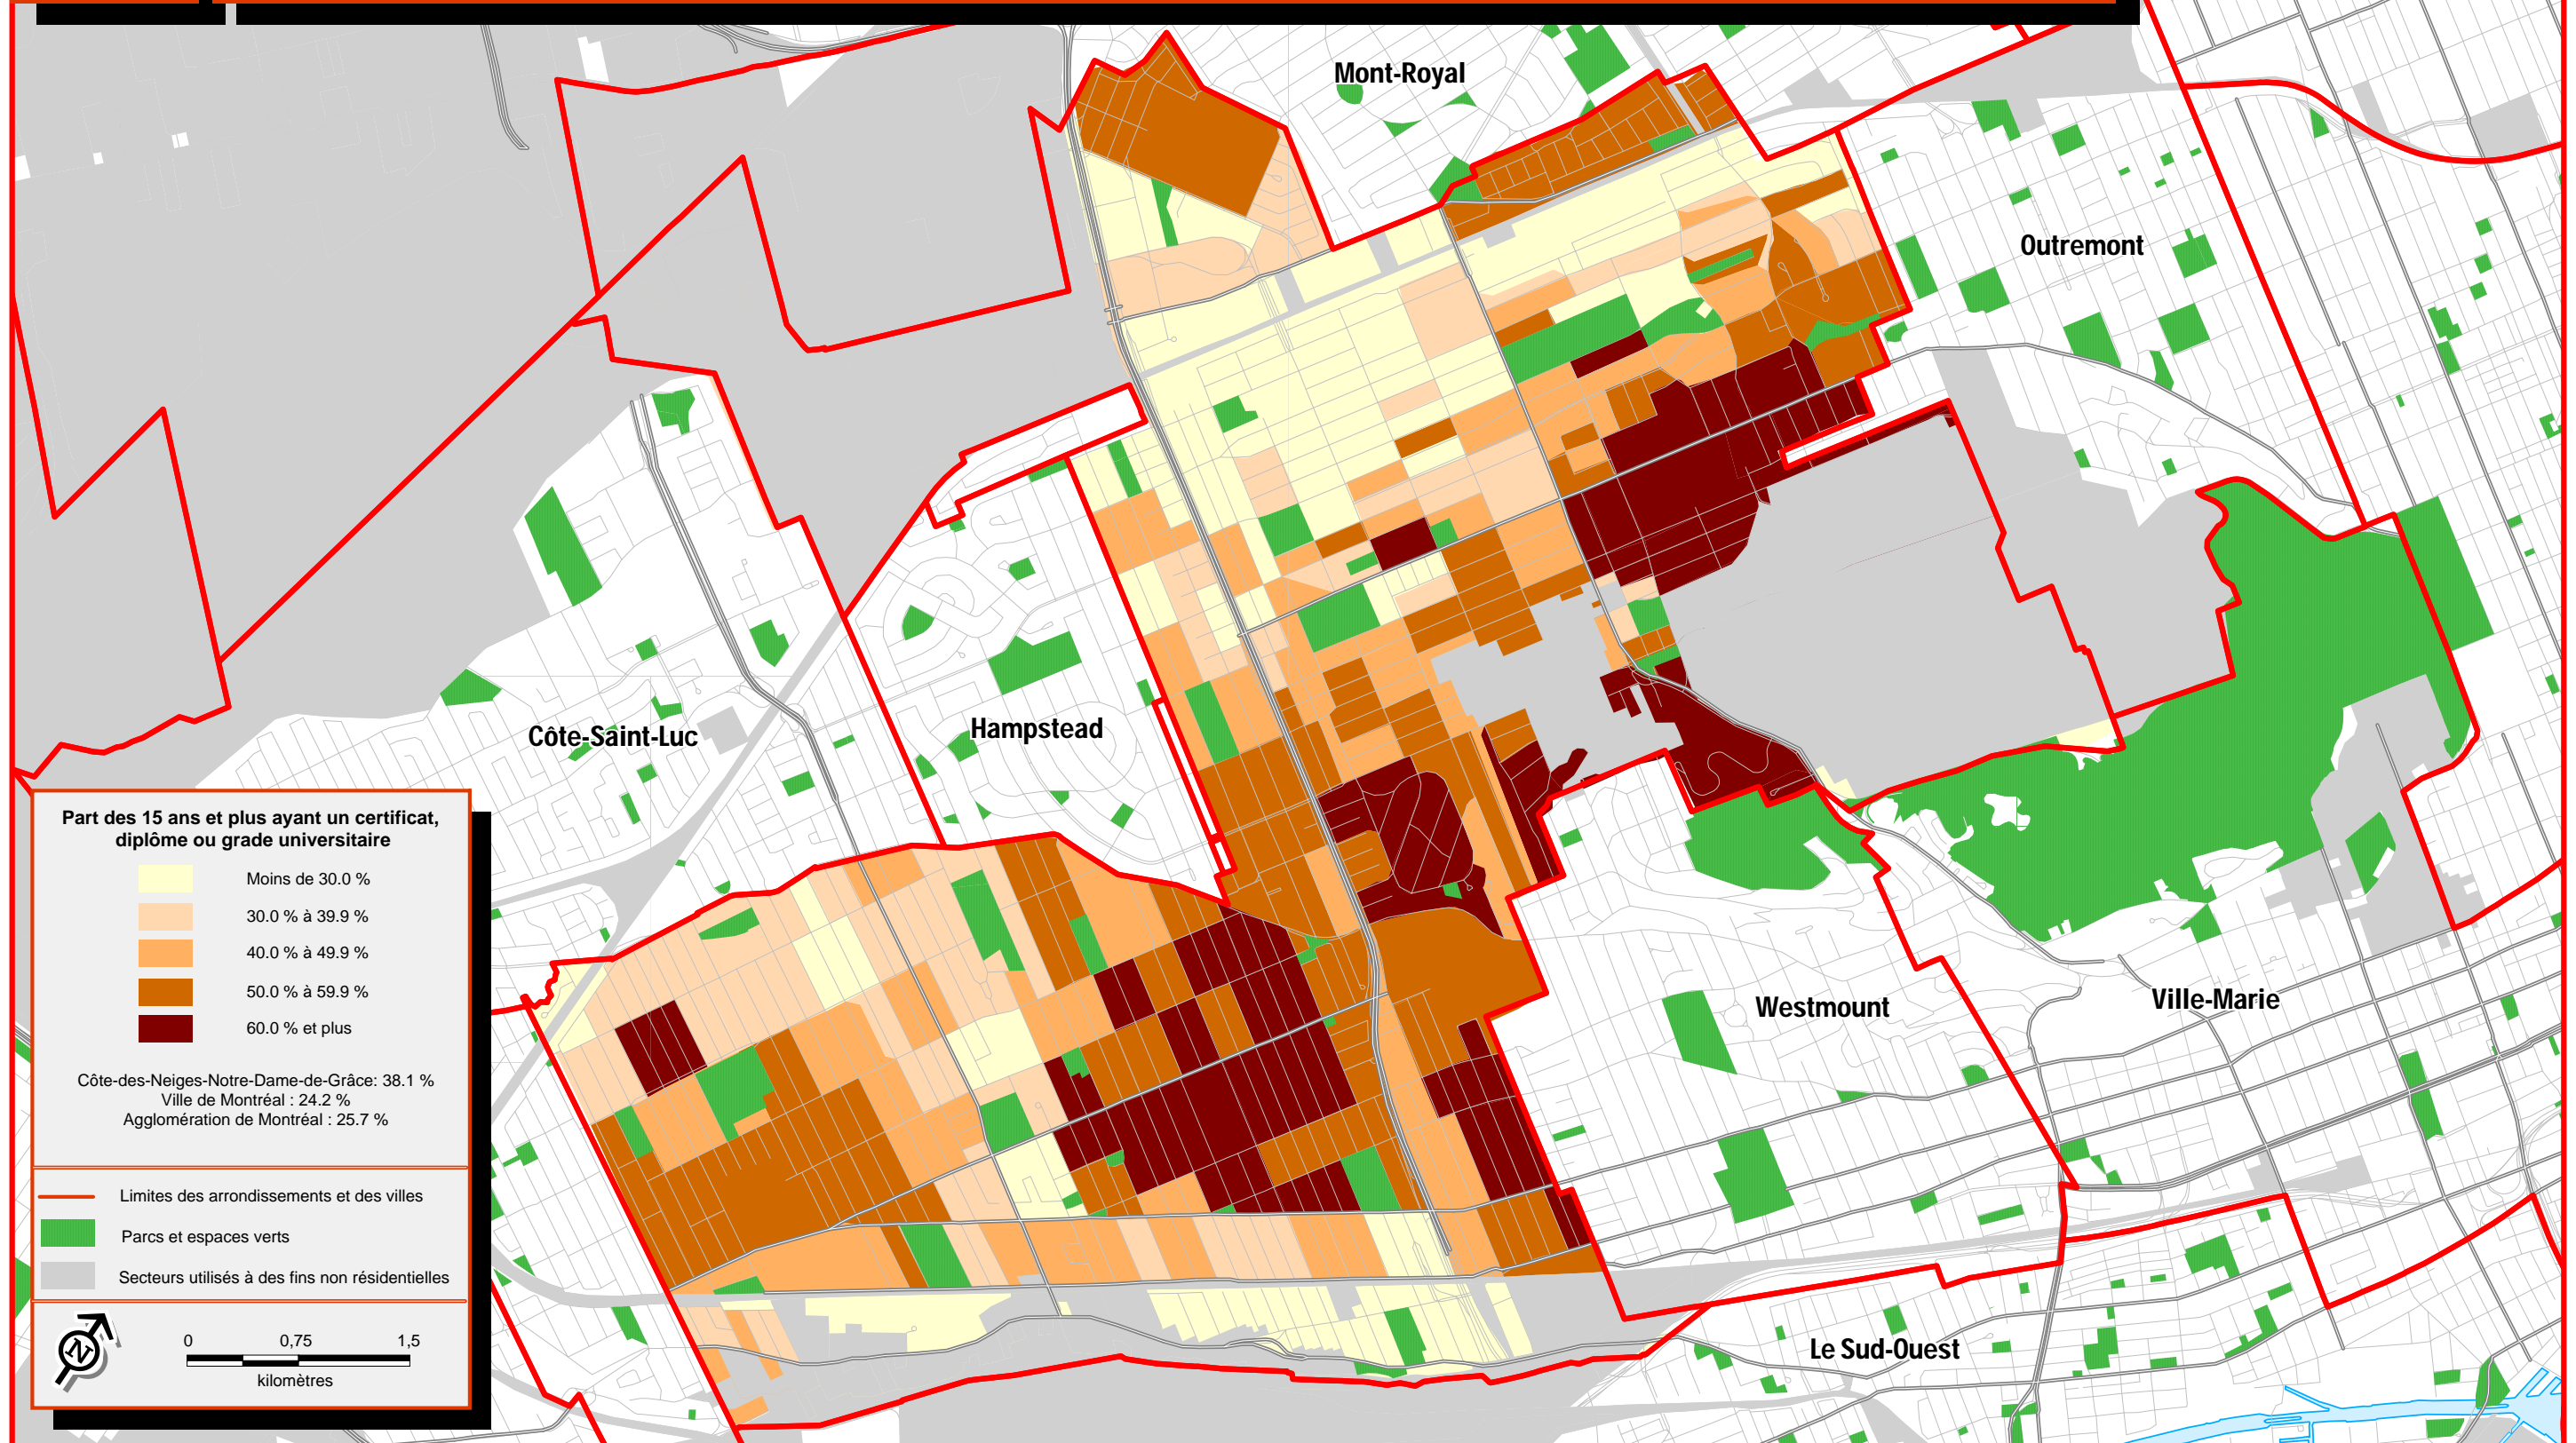 Mont-Royal
Outremont
Côte-Saint-Luc
Hampstead
Westmount
Ville-Marie
Le Sud-Ouest
Part des 15 ans et plus ayant un certificat,
diplôme ou grade universitaire
Moins de 30.0 %
30.0 % à 39.9 %
40.0 % à 49.9 %
50.0 % à 59.9 %
60.0 % et plus
Côte-des-Neiges-Notre-Dame-de-Grâce: 38.1 %
Ville de Montréal : 24.2 %
Agglomération de Montréal : 25.7 %
Limites des arrondissements et des villes
Parcs et espaces verts
Secteurs utilisés à des fins non résidentielles
N
0 0,75 1,5
kilomètres